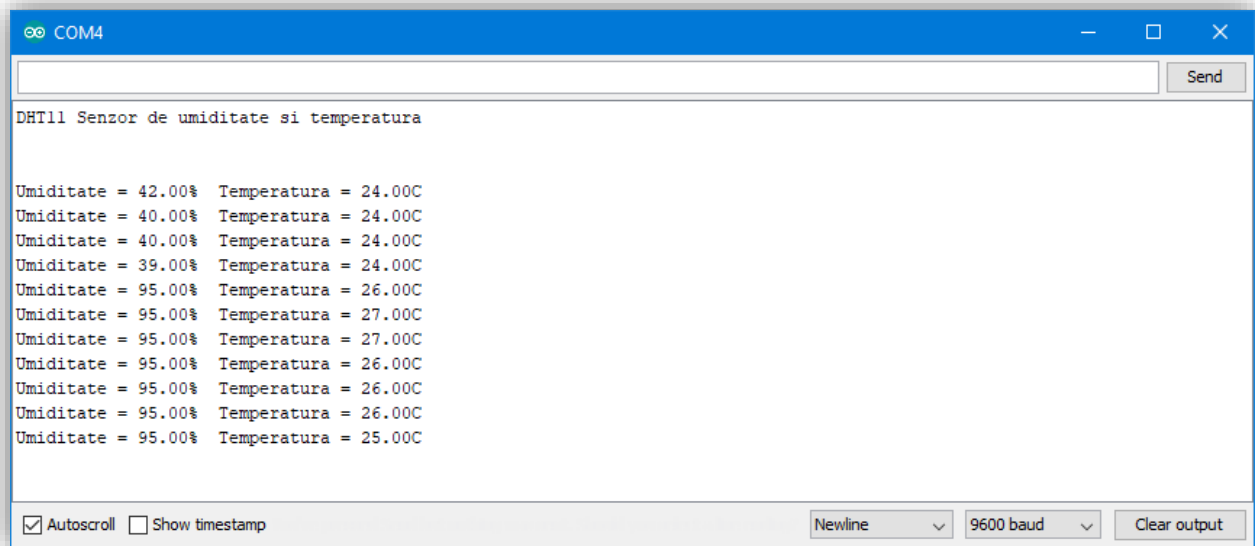 COM4
Send
DHT11 Senzor de umiditate si temperatura
Umiditate = 42.00%  Temperatura = 24.00C
Umiditate = 40.00%  Temperatura = 24.00C
Umiditate = 40.00%  Temperatura = 24.00C
Umiditate = 39.00%  Temperatura = 24.00C
Umiditate = 95.00%  Temperatura = 26.00C
Umiditate = 95.00%  Temperatura = 27.00C
Umiditate = 95.00%  Temperatura = 27.00C
Umiditate = 95.00%  Temperatura = 26.00C
Umiditate = 95.00%  Temperatura = 26.00C
Umiditate = 95.00%  Temperatura = 26.00C
Umiditate = 95.00%  Temperatura = 25.00C
Autoscroll Show timestamp Newline 9600 baud Clear output